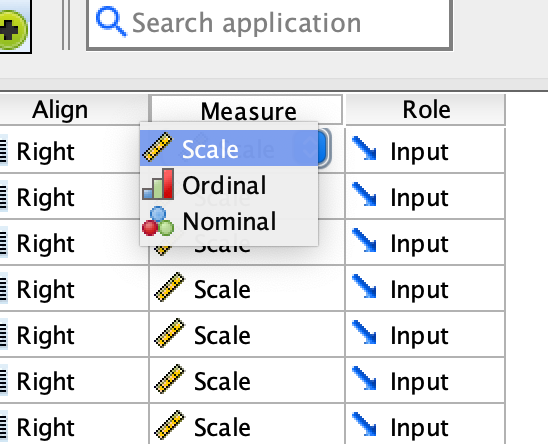 Search application
Align Measure Role
Right Scale Input
Right Ordinal Input
Right Nominal Input
Scale
Right Scale Input
Right Scale Input
Right Scale Input
Right Scale Input